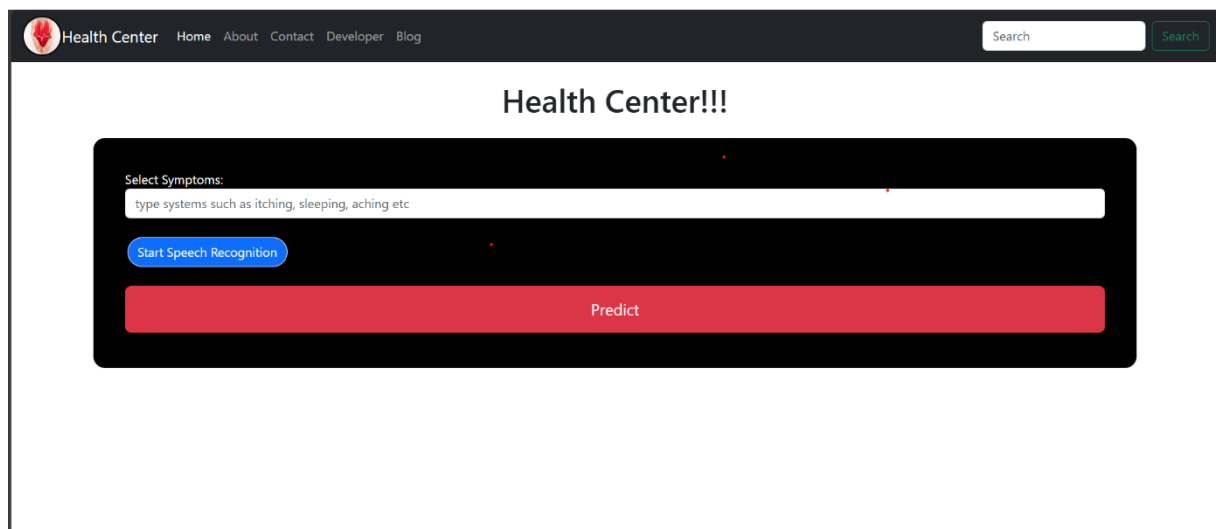 Health Center Home About Contact Developer Blog Search Search
Health Center!!!
Select Symptoms:
type systems such as itching, sleeping, aching etc
Start Speech Recognition
Predict